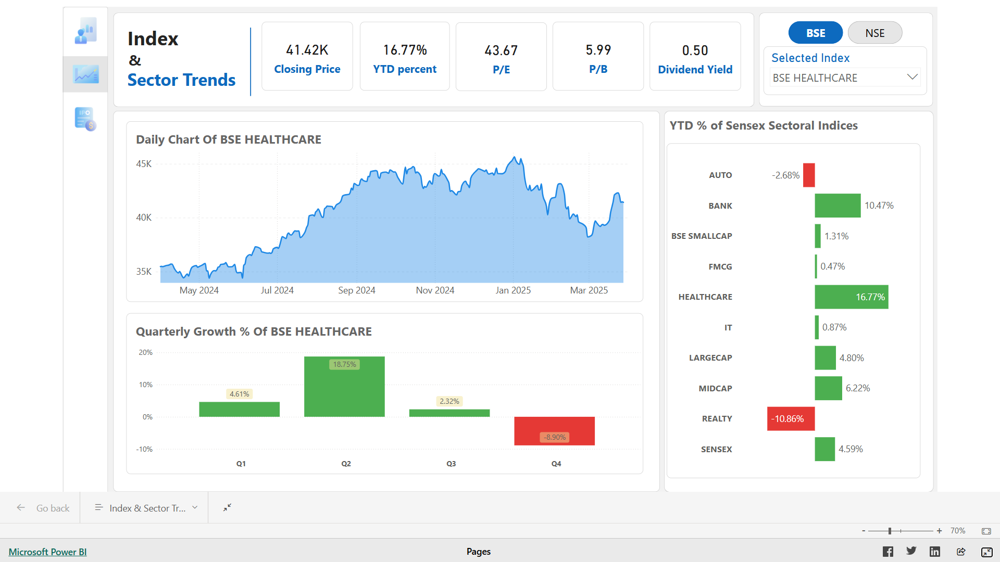 Index
&
Sector Trends
41.42K
Closing Price
16.77%
YTD percent
43.67
P/E
5.99
P/B
0.50
Dividend Yield
BSE
NSE
Selected Index
BSE HEALTHCARE
IPO
$
Daily Chart Of BSE HEALTHCARE
45K
40K
35K
May 2024
Jul 2024
Sep 2024
Nov 2024
Jan 2025
Mar 2025
Quarterly Growth % Of BSE HEALTHCARE
20%
10%
0%
-10%
4.61%
18.75%
2.32%
-8.90%
Q1
Q2
Q3
Q4
YTD % of Sensex Sectoral Indices
AUTO -2.68%
BANK 10.47%
BSE SMALLCAP 1.31%
FMCG 0.47%
HEALTHCARE 16.77%
IT 0.87%
LARGECAP 4.80%
MIDCAP 6.22%
REALTY -10.86%
SENSEX 4.59%
Go back
Index & Sector Tr...
- + 70%
Microsoft Power BI
Pages